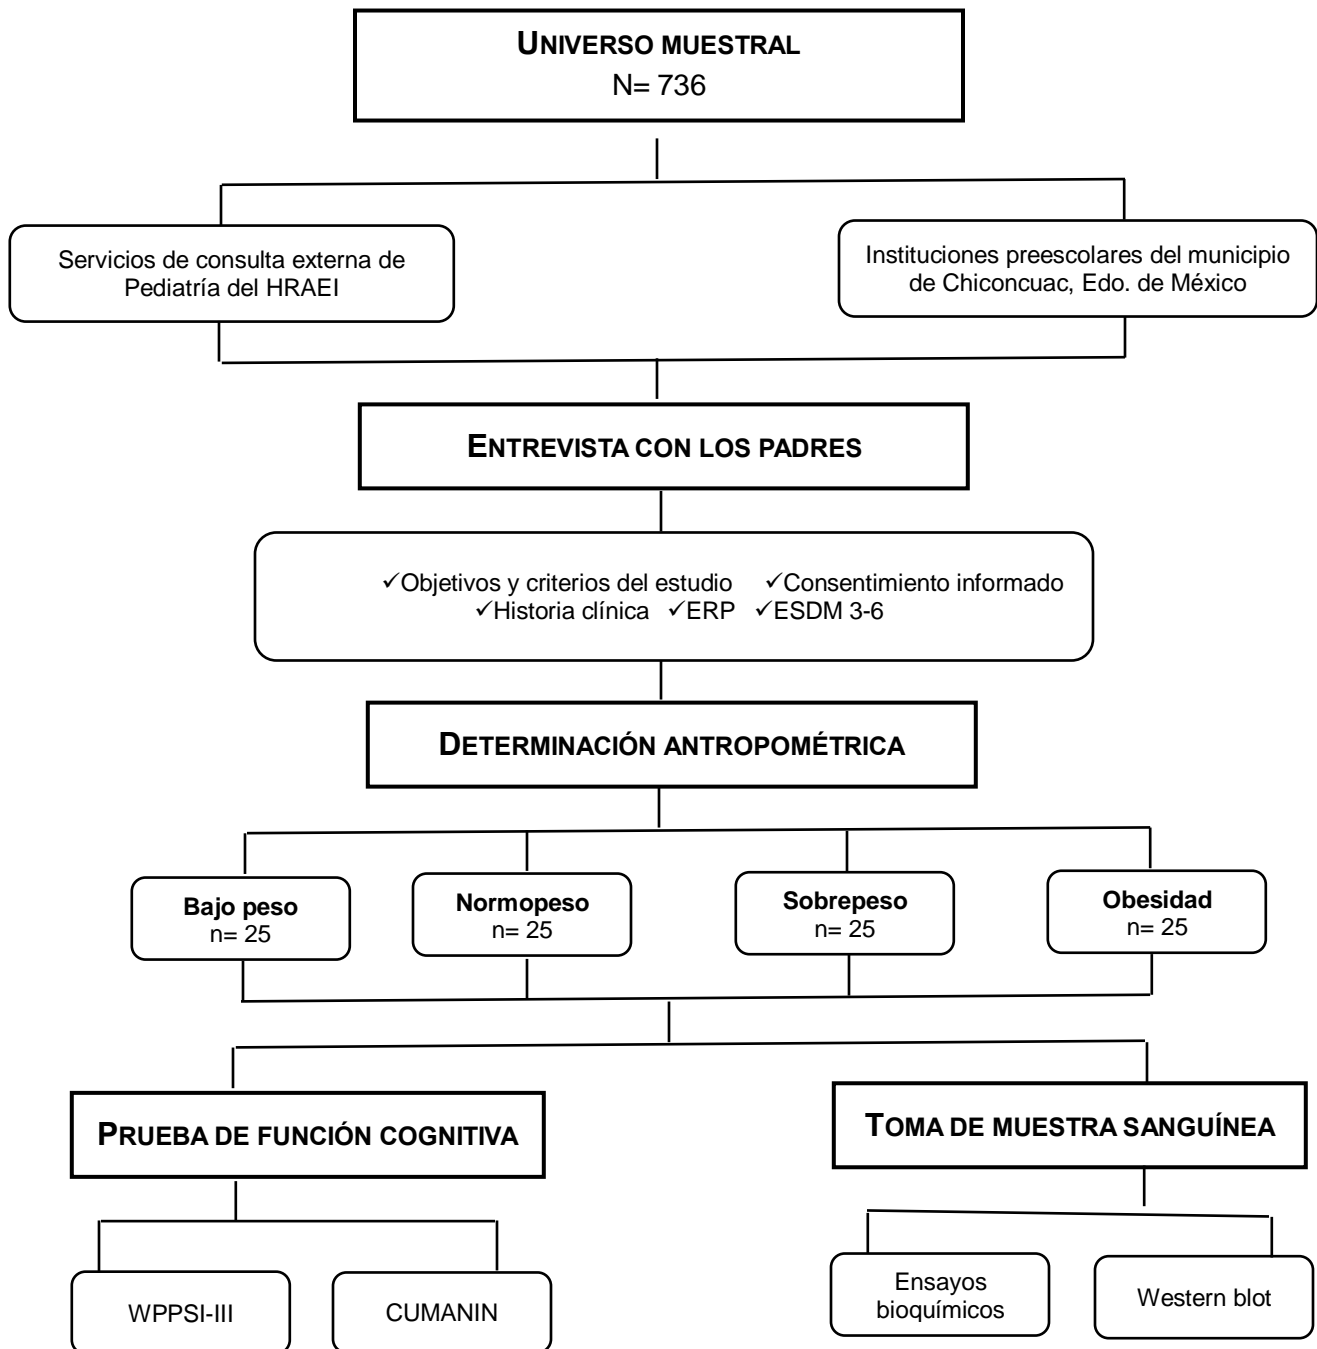 UNIVERSO MUESTRAL
N= 736
Servicios de consulta externa de
Pediatría del HRAEI
Instituciones preescolares del municipio
de Chiconcuac, Edo. de México
ENTREVISTA CON LOS PADRES
✓Objetivos y criterios del estudio ✓Consentimiento informado
✓Historia clínica ✓ERP ✓ESDM 3-6
DETERMINACIÓN ANTROPOMÉTRICA
Bajo peso
n= 25
Normopeso
n= 25
Sobrepeso
n= 25
Obesidad
n= 25
PRUEBA DE FUNCIÓN COGNITIVA
TOMA DE MUESTRA SANGUÍNEA
WPPSI-III
CUMANIN
Ensayos
bioquímicos
Western blot